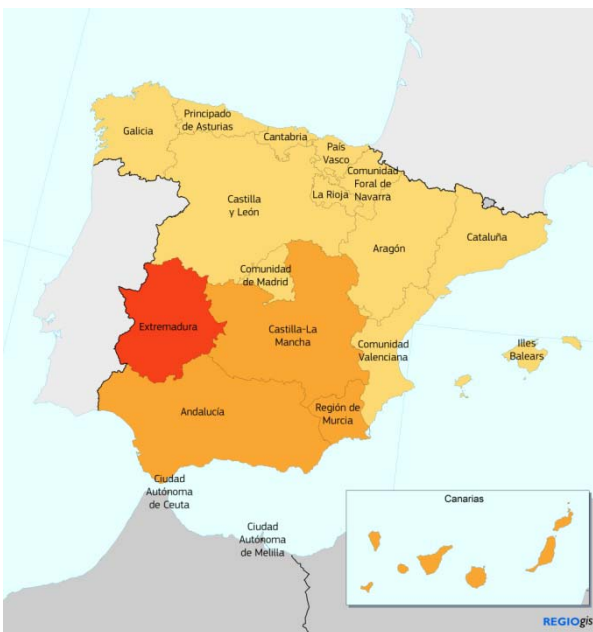 Galicia
Principado
de Asturias
Cantabria
País
Vasco
Comunidad
Foral de
Navarra
La Rioja
Castilla
y León
Cataluña
Aragón
Comunidad
de Madrid
Extremadura
Castilla-La
Mancha
Comunidad
Valenciana
Illes
Balears
Andalucía
Región de
Murcia
Ciudad
Autónoma
de Ceuta
Ciudad
Autónoma
de Melilla
Canarias
REGIOgis